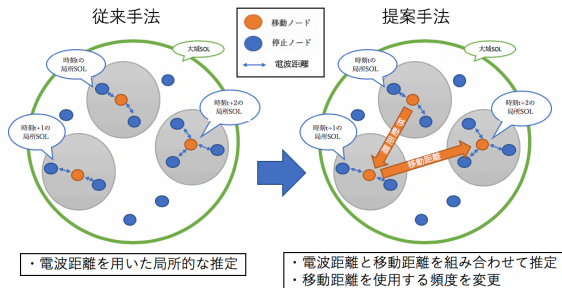 従来手法
提案手法
移動ノード
停止ノード
電波距離
大域SOL
時刻tの
局所SOL
時刻t+2の
局所SOL
時刻t+1の
局所SOL
大域SOL
時刻tの
局所SOL
時刻t+2の
局所SOL
時刻t+1の
局所SOL
移動距離
移動距離
・電波距離を用いた局所的な推定
・電波距離と移動距離を組み合わせて推定
・移動距離を使用する頻度を変更